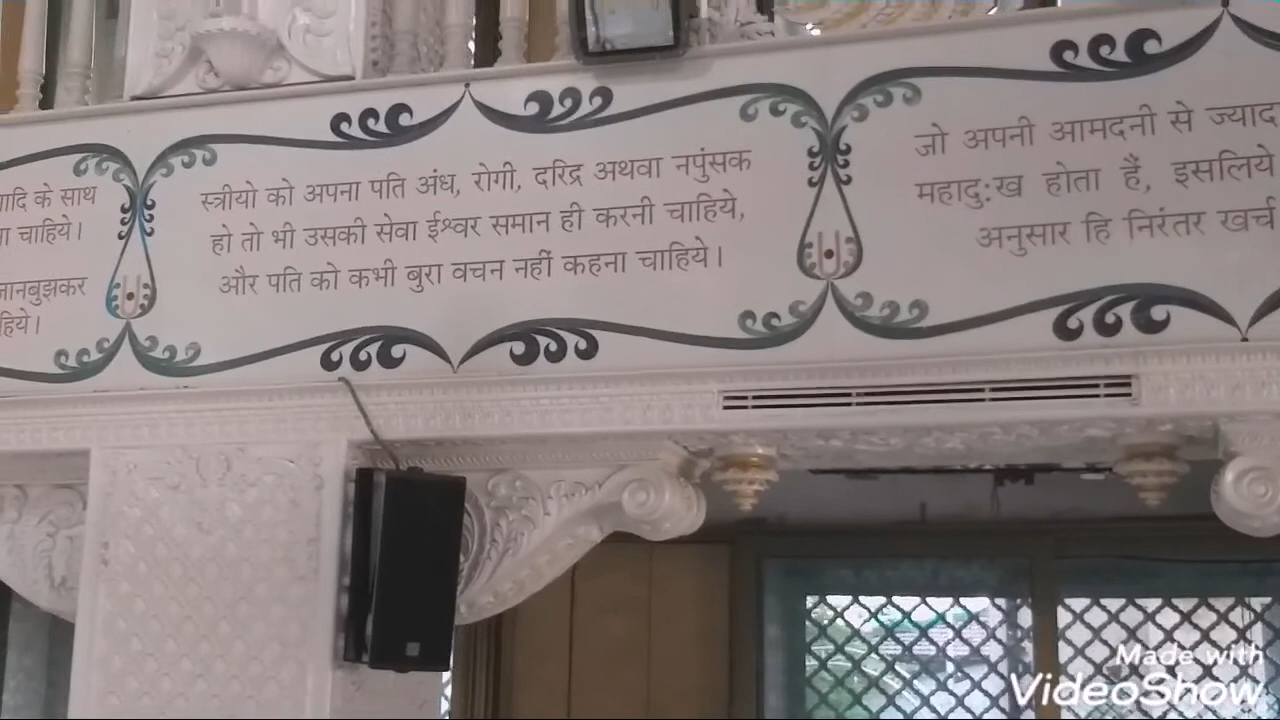 ादि के साथ
ा चाहिये।
जानबुझकर
हिये।
स्त्रीयो को अपना पति अंध, रोगी, दरिद्र अथवा नपुंसक
हो तो भी उसकी सेवा ईश्वर समान ही करनी चाहिये,
और पति को कभी बुरा वचन नहीं कहना चाहिये।
जो अपनी आमदनी से ज्याद
महादुःख होता हैं, इसलिये
अनुसार हि निरंतर खर्च
Made with
VideoShow